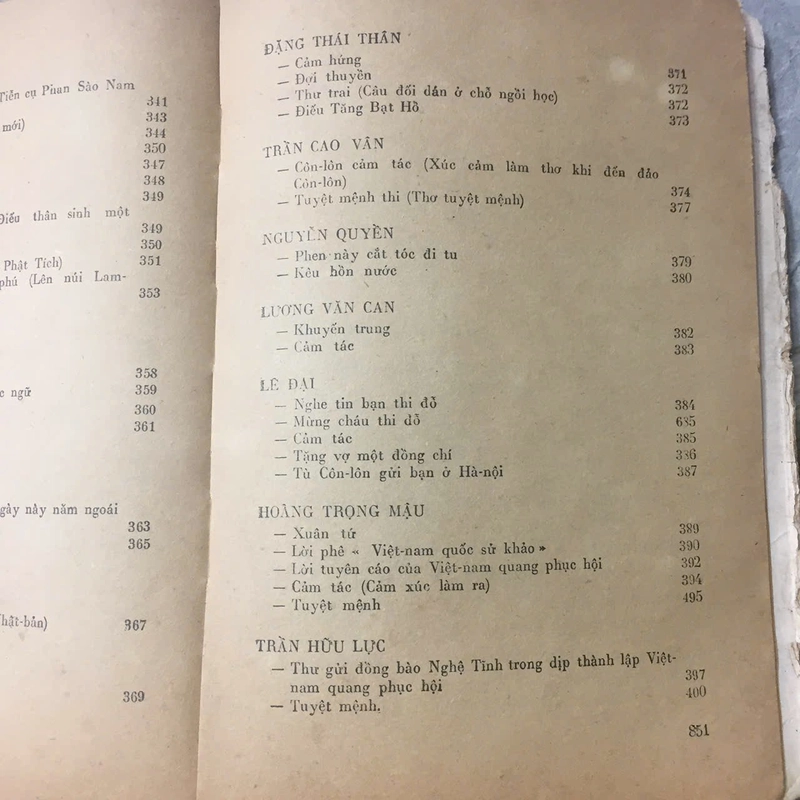 Tiễn cụ Phan Sào Nam
341
343
mới)
344
350
347
348
349
Điếu thân sinh một
349
350
Phật Tích)
351
phú (Lên núi Lam-
353
358
ngữ
359
360
361
này năm ngoái
363
365
367
369
ĐẶNG THÁI THÂN
— Cảm hứng
— Đợi thuyền 371
— Thư trai (Câu đối dán ở chỗ ngồi học) 372
— Điếu Tăng Bạt Hồ 372
373
TRẦN CAO VÂN
— Côn-lôn cảm tác (Xúc cảm làm thơ khi đến đảo
Côn-lôn) 374
— Tuyệt mệnh thi (Thơ tuyệt mệnh) 377
NGUYỄN QUYỀN
— Phen này cắt tóc đi tu 379
— Kêu hồn nước 380
LƯƠNG VĂN CAN
— Khuyến trung 382
— Cảm tác 383
LÊ ĐẠI
— Nghe tin bạn thi đỗ 384
— Mừng cháu thi đỗ 685
— Cảm tác 385
— Tặng vợ một đồng chí 386
— Từ Côn-lôn gửi bạn ở Hà-nội 387
HOÀNG TRỌNG MẬU
— Xuân tứ 389
— Lời phê « Việt-nam quốc sử khảo » 390
— Lời tuyên cáo của Việt-nam quang phục hội 392
— Cảm tác (Cảm xúc làm ra) 394
— Tuyệt mệnh 495
TRẦN HỮU LỰC
— Thư gửi đồng bào Nghệ Tĩnh trong dịp thành lập Việt-
nam quang phục hội 397
— Tuyệt mệnh. 400
851